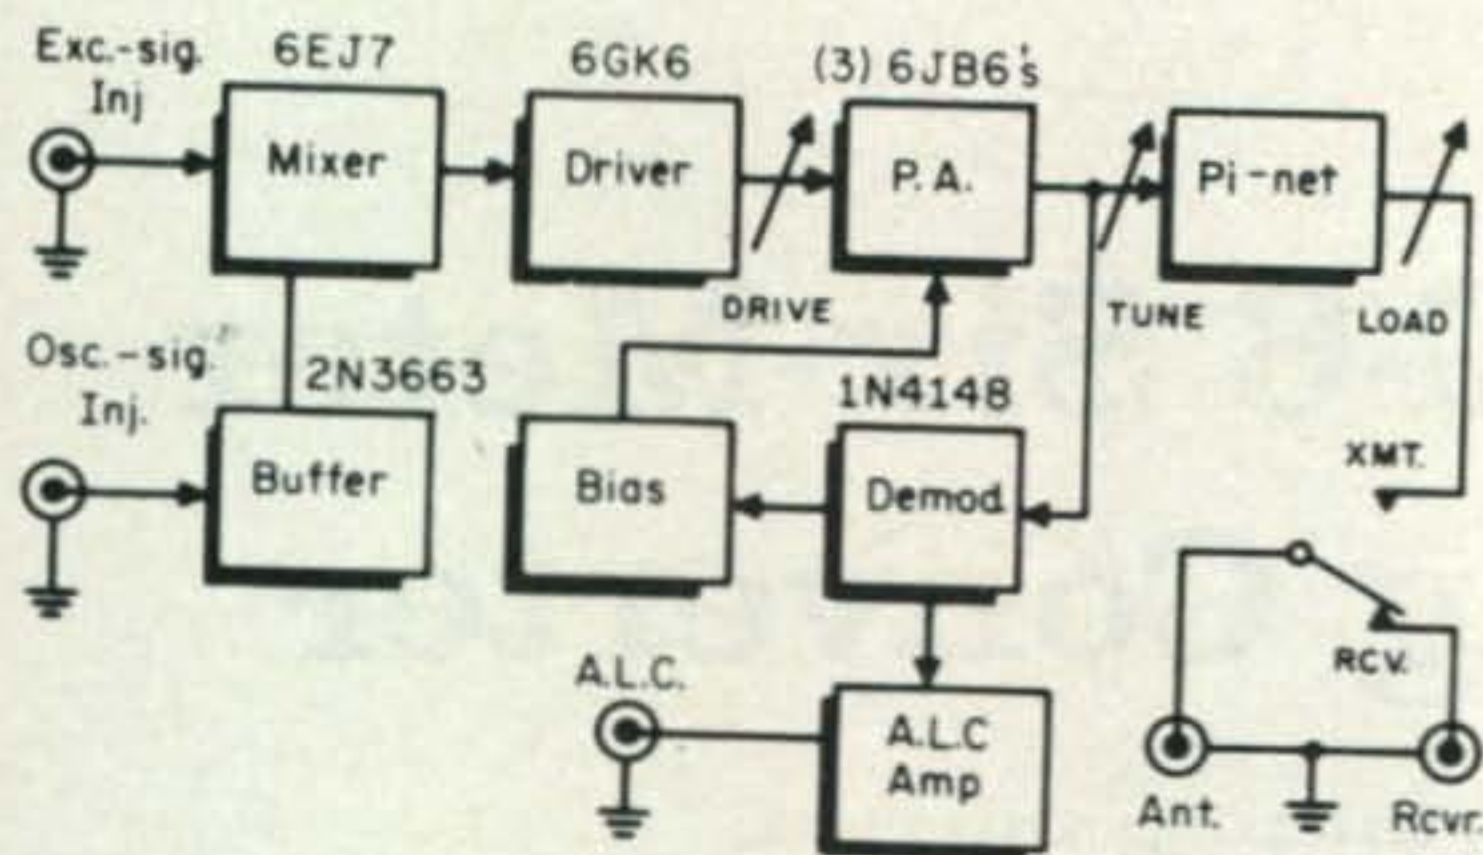 Exc.-sig.
Inj
6EJ7
6GK6
(3) 6JB6's
Mixer
Driver
P.A.
Pi-net
DRIVE
TUNE
LOAD
Osc.-sig.
Inj.
2N3663
1N4148
Buffer
Bias
Demod.
XMT.
RCV.
A.L.C.
A.L.C
Amp
Ant.
Rcvr.